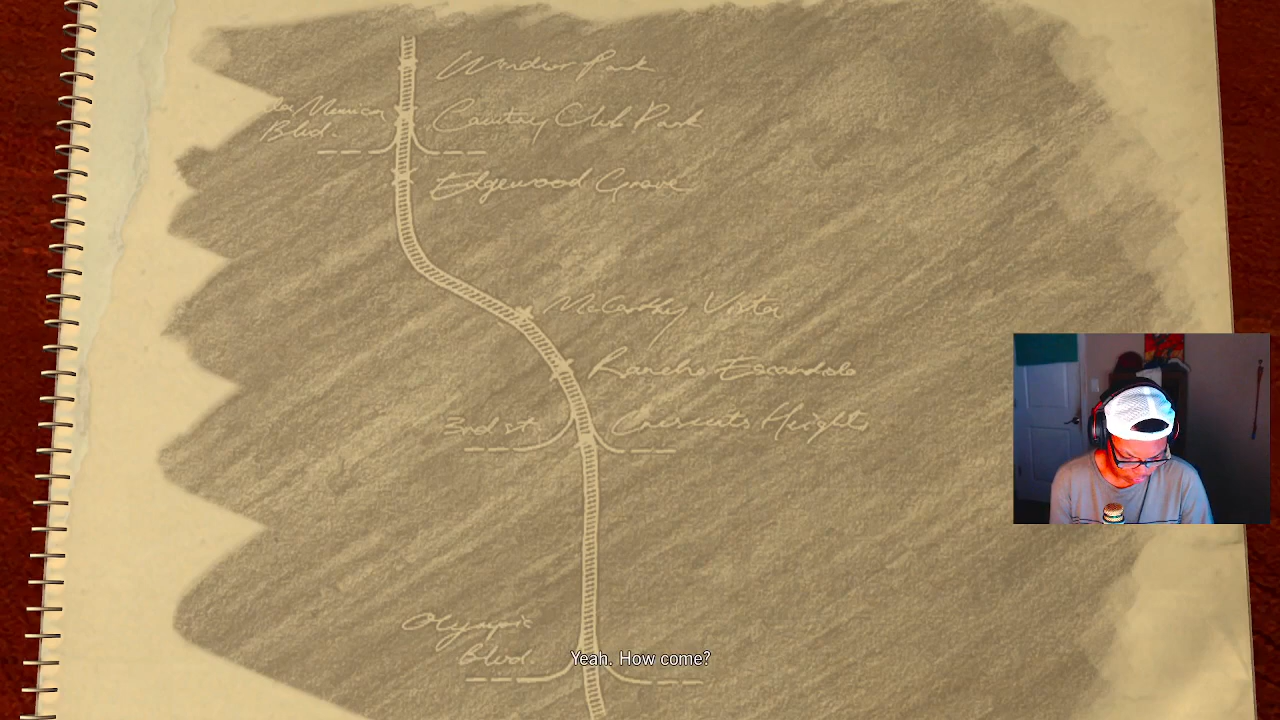 Windsor Park
Country Club Park
Blvd.
Edgewood Grove
McCarthy Vista
Rancho Escondido
3rd st.
Crescents Heights
Olympic
Blvd.
Yeah. How come?